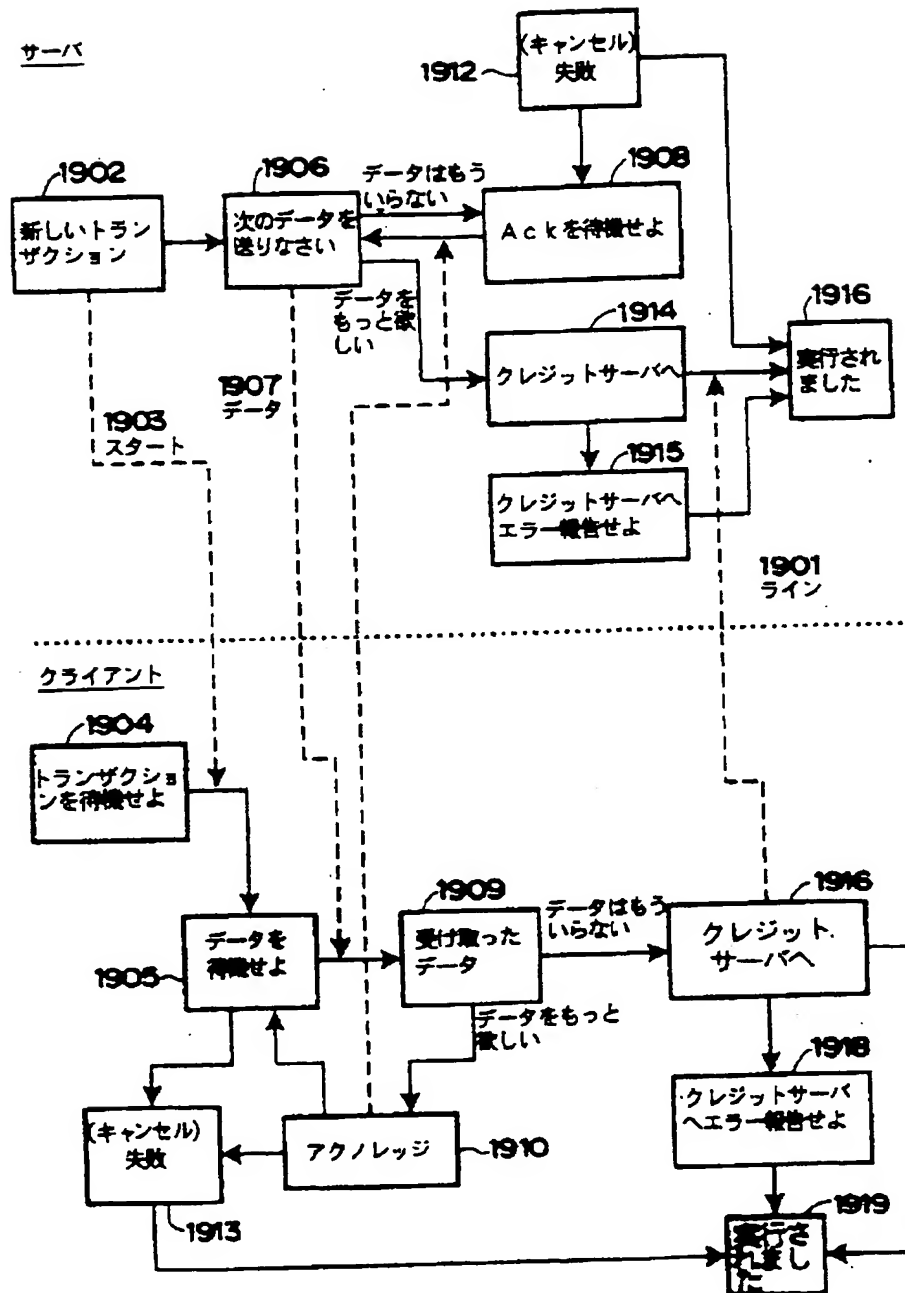 サーバ
(キャンセル)
失敗
1912
1902
新しいトラン
ザクション
1906
次のデータを
送りなさい
データはもう
いらない
1908
Ackを待機せよ
データを
もっと欲
しい
1914
クレジットサーバへ
1916
実行され
ました
1907
データ
1903
スタート
1915
クレジットサーバへ
エラー報告せよ
1901
ライン
クライアント
1904
トランザクショ
ンを待機せよ
1905
データを
待機せよ
1909
受け取った
データ
データはもう
いらない
1916
クレジット.
サーバへ
データをもっと
欲しい
1918
クレジットサーバ
へエラー報告せよ
(キャンセル)
失敗
1913
アクノレッジ
1910
1919
実行さ
れまし
た